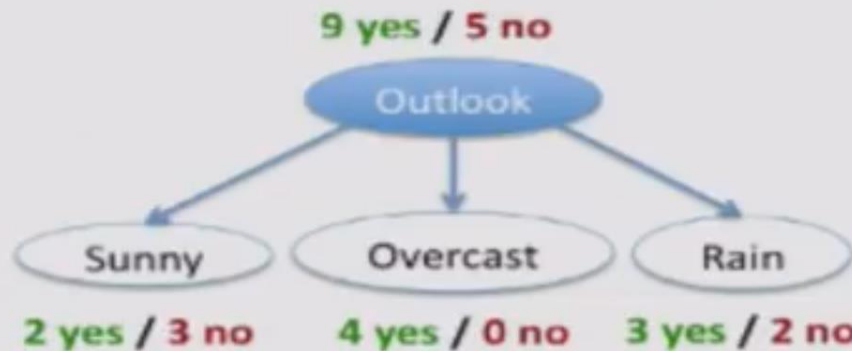 9 yes / 5 no
Outlook
Sunny Overcast Rain
2 yes / 3 no 4 yes / 0 no 3 yes / 2 no